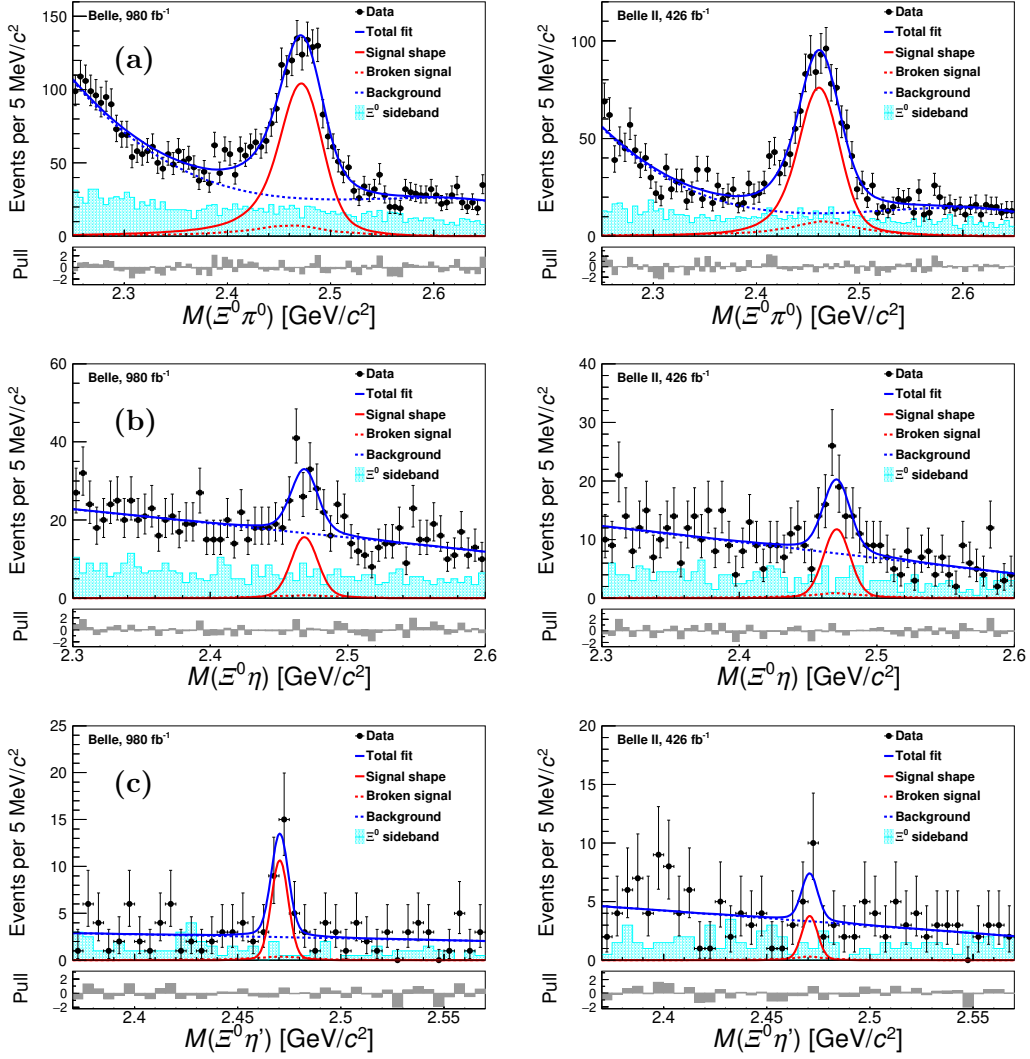 Belle, 980 fb⁻¹
(a)
Data
Total fit
Signal shape
Broken signal
Background
Ξ⁰ sideband
Events per 5 MeV/c²
150
100
50
0
Pull
2
0
−2
2.3 2.4 2.5 2.6
M(Ξ⁰π⁰) [GeV/c²]
Belle II, 426 fb⁻¹
Data
Total fit
Signal shape
Broken signal
Background
Ξ⁰ sideband
Events per 5 MeV/c²
100
50
0
Pull
2
0
−2
2.3 2.4 2.5 2.6
M(Ξ⁰π⁰) [GeV/c²]
Belle, 980 fb⁻¹
(b)
Data
Total fit
Signal shape
Broken signal
Background
Ξ⁰ sideband
Events per 5 MeV/c²
60
40
20
0
Pull
2
0
−2
2.3 2.4 2.5 2.6
M(Ξ⁰η) [GeV/c²]
Belle II, 426 fb⁻¹
Data
Total fit
Signal shape
Broken signal
Background
Ξ⁰ sideband
Events per 5 MeV/c²
40
30
20
10
0
Pull
2
0
−2
2.3 2.4 2.5 2.6
M(Ξ⁰η) [GeV/c²]
Belle, 980 fb⁻¹
(c)
Data
Total fit
Signal shape
Broken signal
Background
Ξ⁰ sideband
Events per 5 MeV/c²
25
20
15
10
5
0
Pull
2
0
−2
2.4 2.45 2.5 2.55
M(Ξ⁰η') [GeV/c²]
Belle II, 426 fb⁻¹
Data
Total fit
Signal shape
Broken signal
Background
Ξ⁰ sideband
Events per 5 MeV/c²
20
15
10
5
0
Pull
2
0
−2
2.4 2.45 2.5 2.55
M(Ξ⁰η') [GeV/c²]